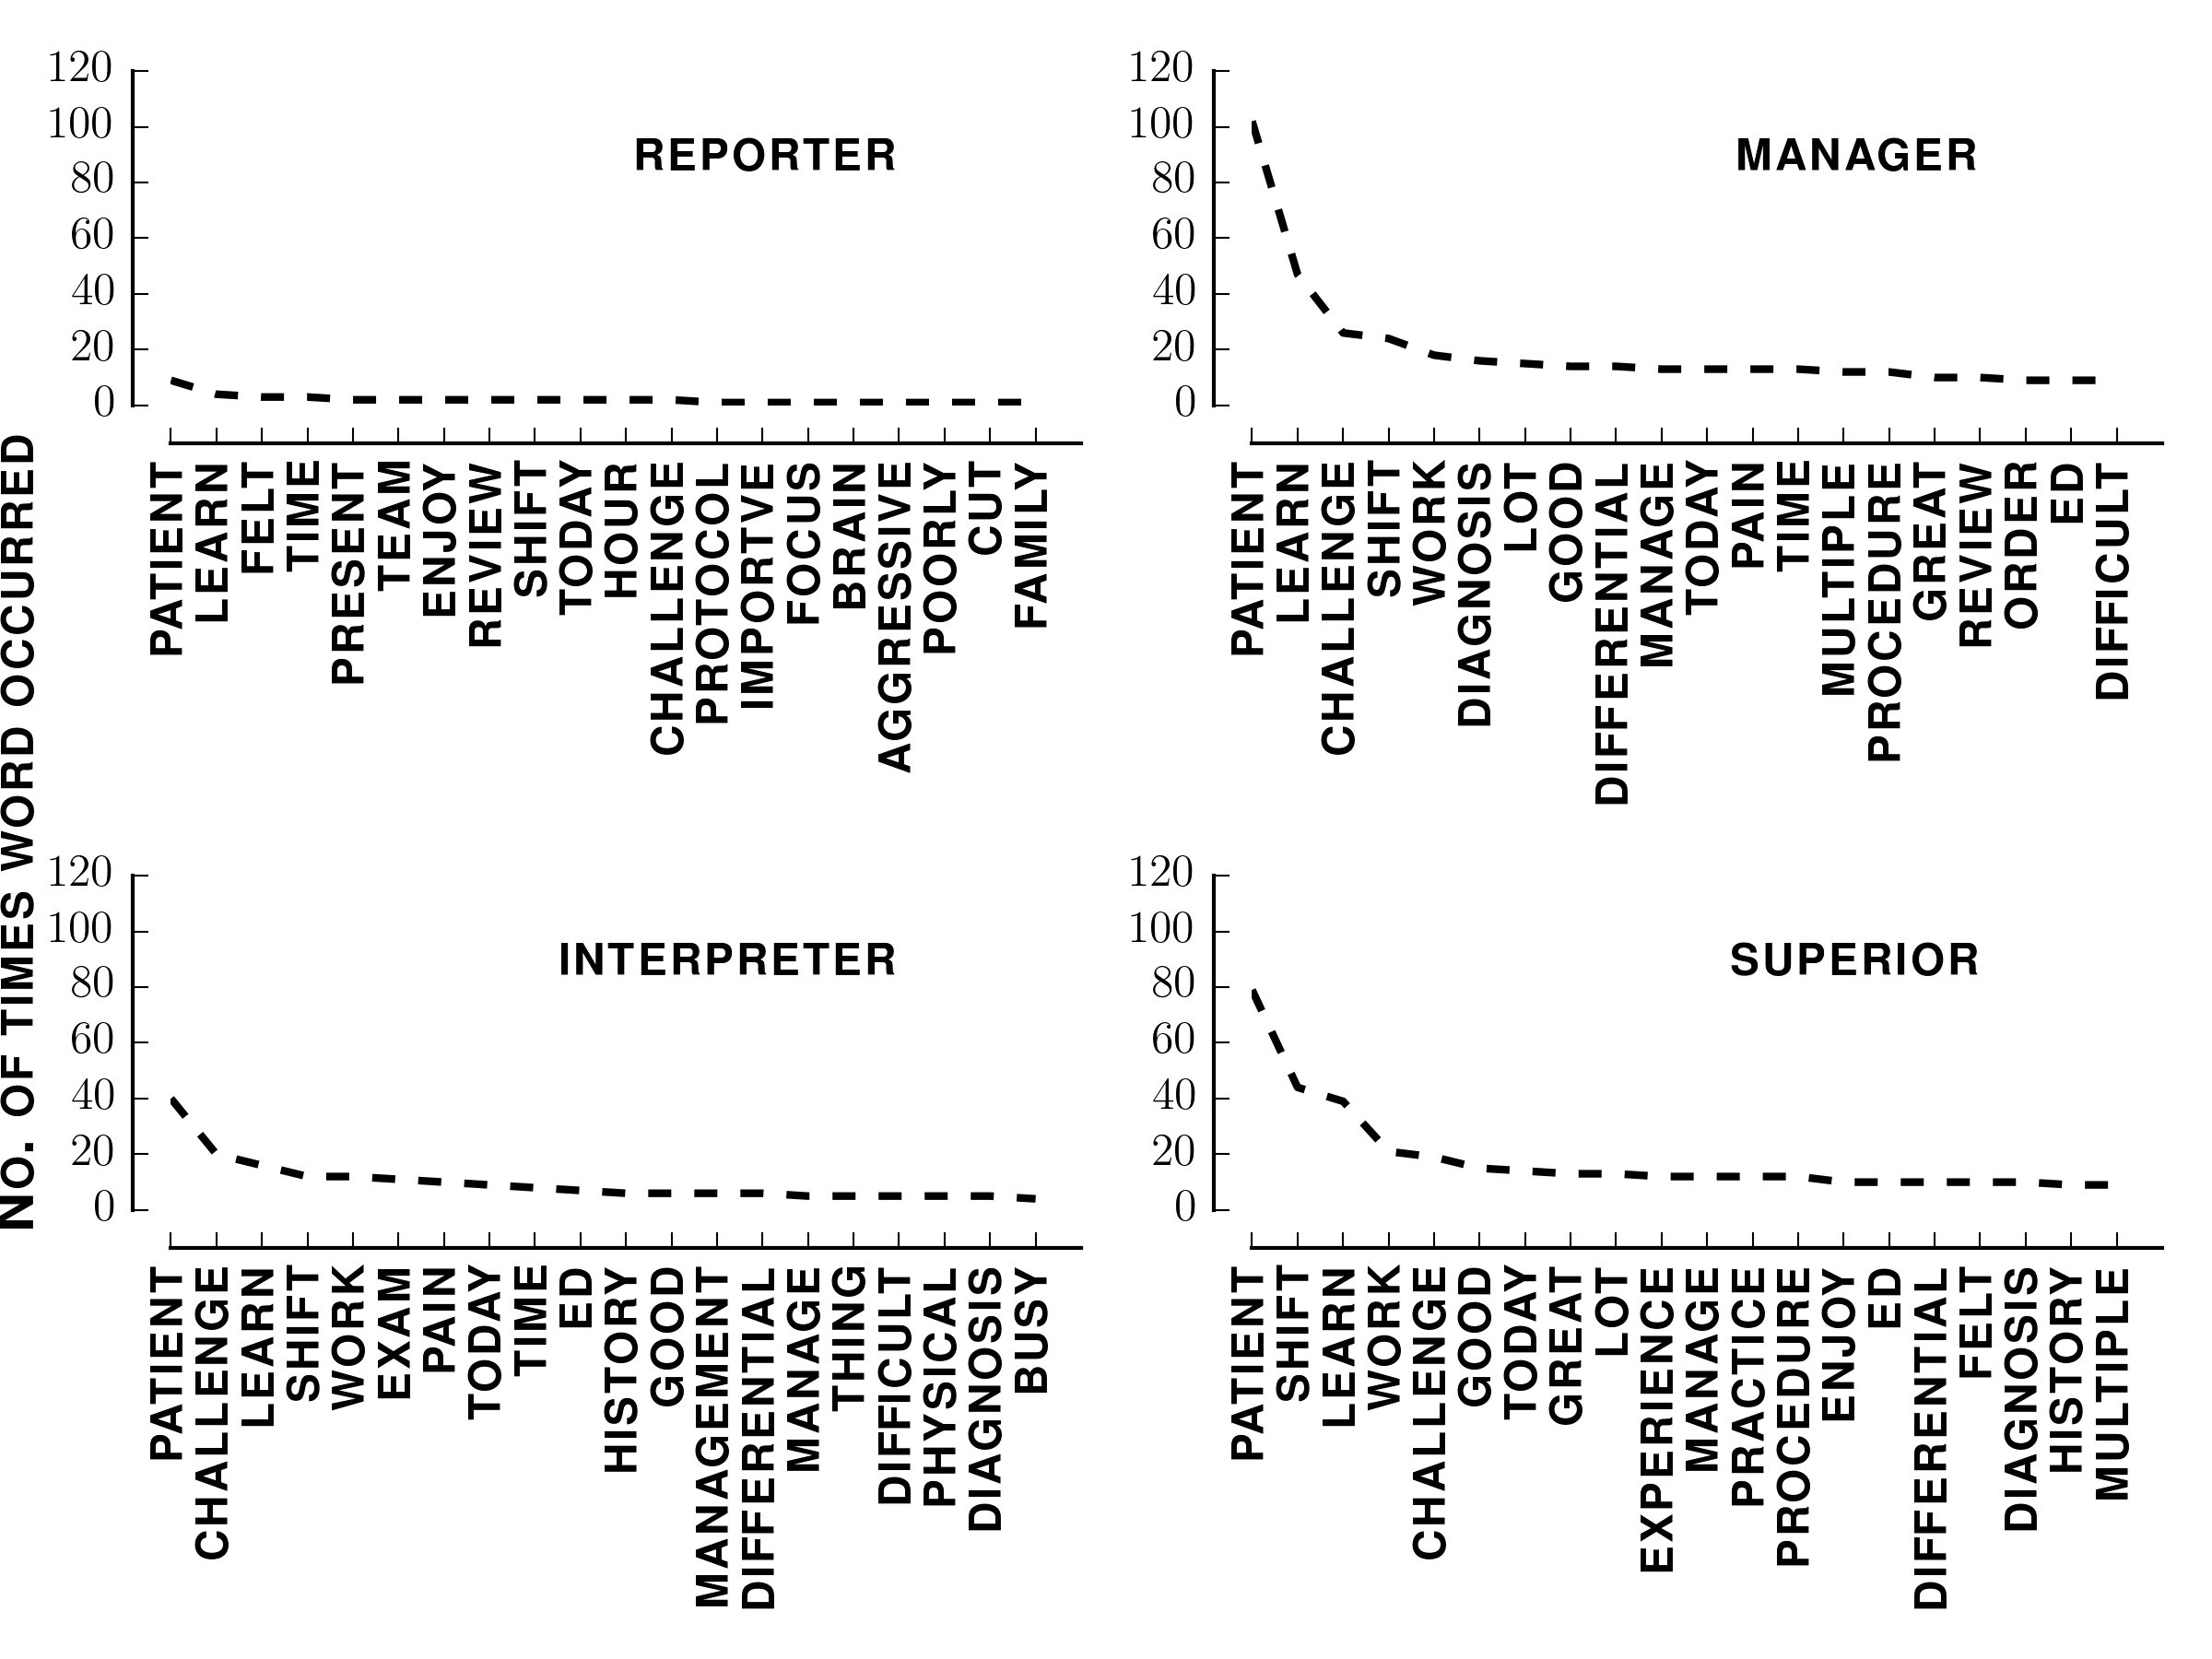 NO. OF TIMES WORD OCCURRED
REPORTER
120
100
80
60
40
20
0
PATIENT
LEARN
FELT
TIME
PRESENT
TEAM
ENJOY
REVIEW
SHIFT
TODAY
HOUR
CHALLENGE
PROTOCOL
IMPORTVE
FOCUS
BRAIN
AGGRESSIVE
POORLY
CUT
FAMILY
MANAGER
120
100
80
60
40
20
0
PATIENT
LEARN
CHALLENGE
SHIFT
WORK
DIAGNOSIS
LOT
GOOD
DIFFERENTIAL
MANAGE
TODAY
PAIN
TIME
MULTIPLE
PROCEDURE
GREAT
REVIEW
ORDER
ED
DIFFICULT
INTERPRETER
120
100
80
60
40
20
0
PATIENT
CHALLENGE
LEARN
SHIFT
WORK
EXAM
PAIN
TODAY
TIME
ED
HISTORY
GOOD
MANAGEMENT
DIFFERENTIAL
MANAGE
THING
DIFFICULT
PHYSICAL
DIAGNOSIS
BUSY
SUPERIOR
120
100
80
60
40
20
0
PATIENT
SHIFT
LEARN
WORK
CHALLENGE
GOOD
TODAY
GREAT
LOT
EXPERIENCE
MANAGE
PRACTICE
PROCEDURE
ENJOY
ED
DIFFERENTIAL
FELT
DIAGNOSIS
HISTORY
MULTIPLE